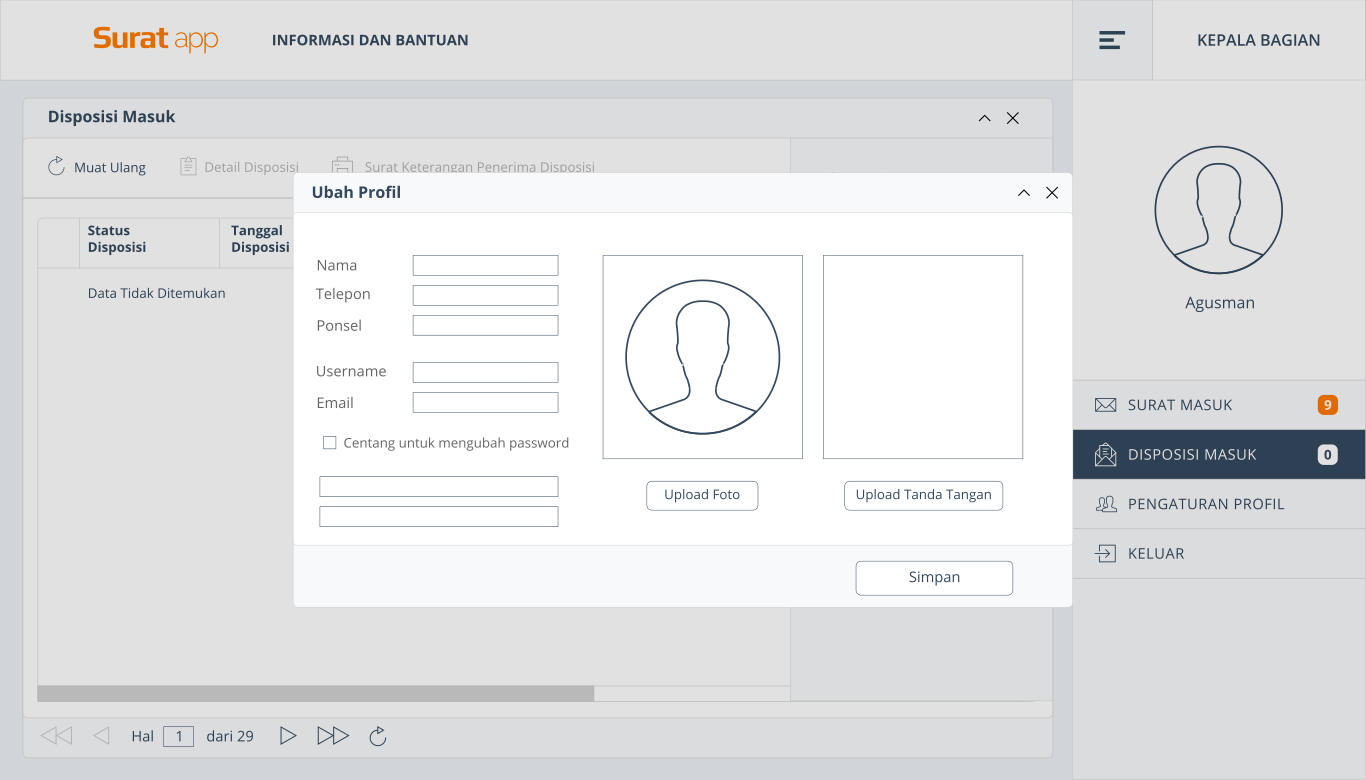 Surat app
INFORMASI DAN BANTUAN
KEPALA BAGIAN
Disposisi Masuk
Muat Ulang
Detail Disposisi
Surat Keterangan Penerima Disposisi
Status
Disposisi
Tanggal
Disposisi
Data Tidak Ditemukan
Ubah Profil
Nama
Telepon
Ponsel
Username
Email
Centang untuk mengubah password
Upload Foto
Upload Tanda Tangan
Simpan
Agusman
SURAT MASUK 9
DISPOSISI MASUK 0
PENGATURAN PROFIL
KELUAR
Hal 1 dari 29